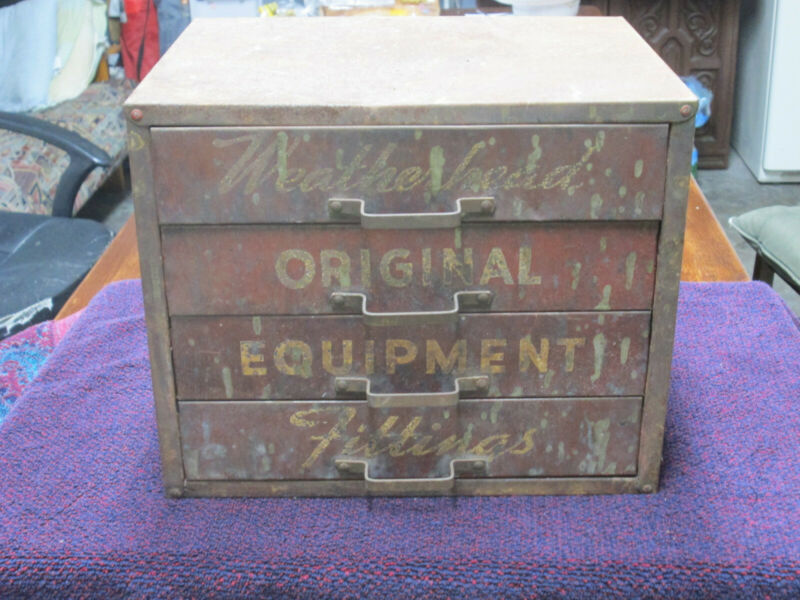 Weatherhead
ORIGINAL
EQUIPMENT
Fittings